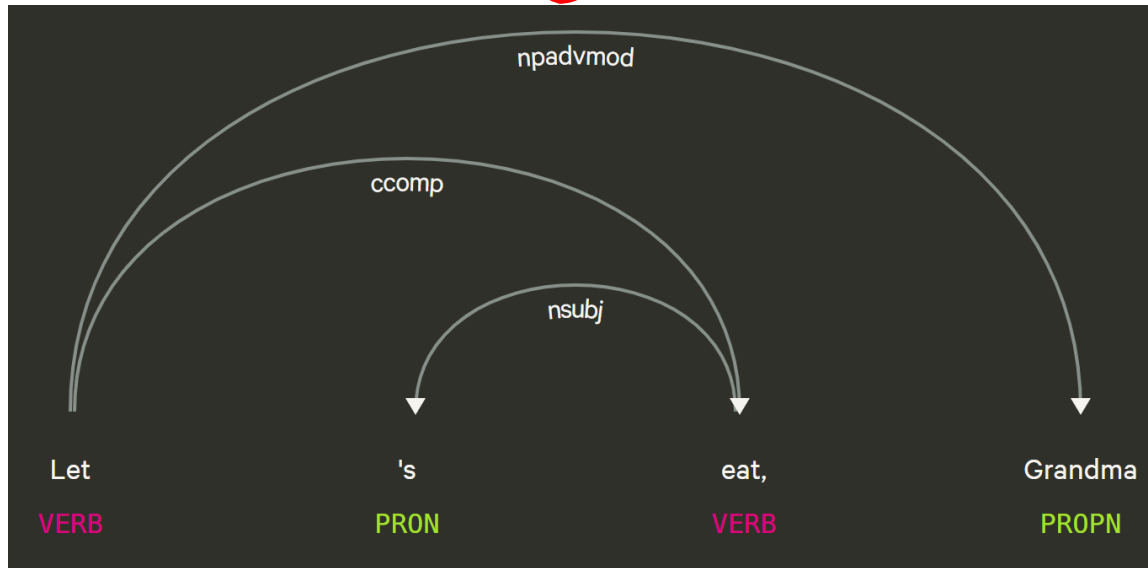 npadvmod
ccomp
nsubj
Let 's eat, Grandma
VERB PRON VERB PROPN